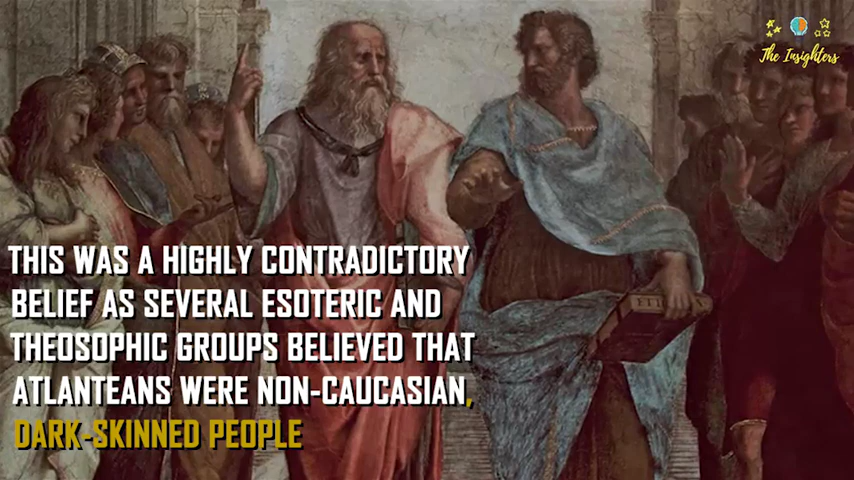 The Insighters
THIS WAS A HIGHLY CONTRADICTORY
BELIEF AS SEVERAL ESOTERIC AND
THEOSOPHIC GROUPS BELIEVED THAT
ATLANTEANS WERE NON-CAUCASIAN,
DARK-SKINNED PEOPLE